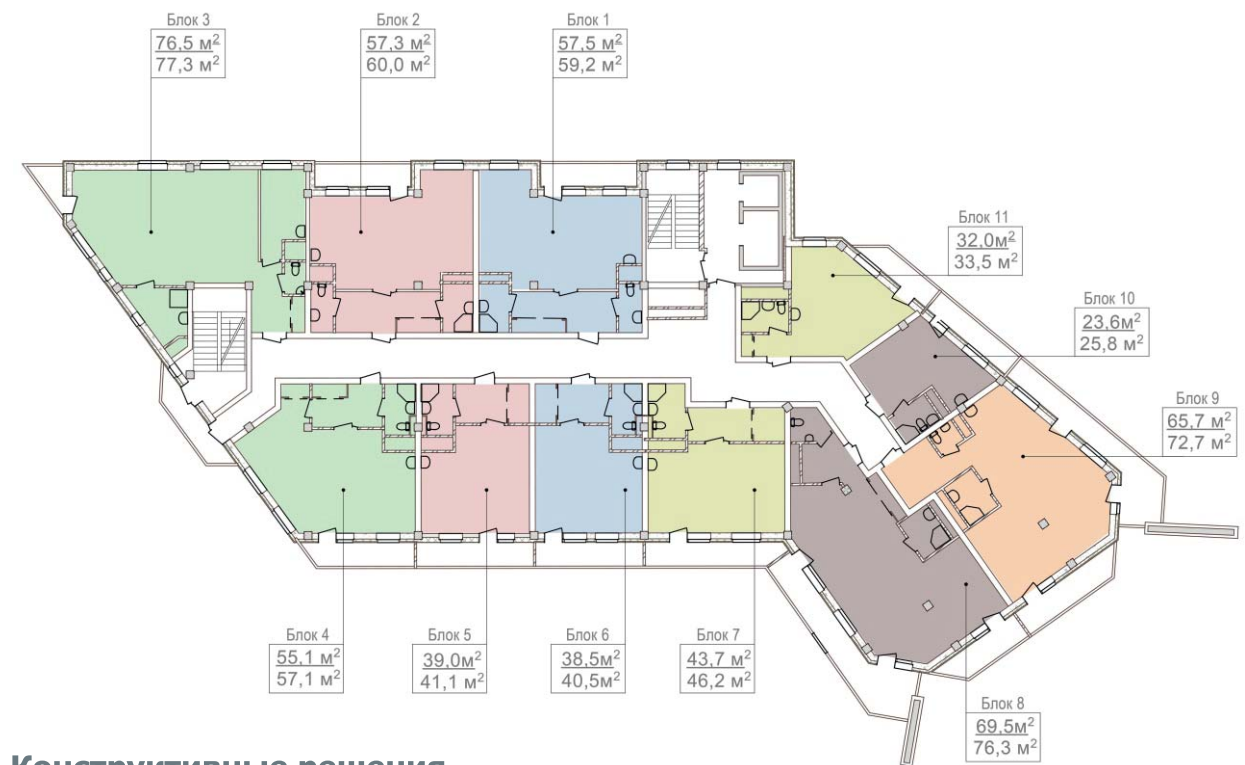 Блок 3
76,5 м²
77,3 м²
Блок 2
57,3 м²
60,0 м²
Блок 1
57,5 м²
59,2 м²
Блок 11
32,0м²
33,5 м²
Блок 10
23,6м²
25,8 м²
Блок 9
65,7 м²
72,7 м²
Блок 4
55,1 м²
57,1 м²
Блок 5
39,0м²
41,1 м²
Блок 6
38,5м²
40,5м²
Блок 7
43,7 м²
46,2 м²
Блок 8
69,5м²
76,3 м²
Конструктивные решения